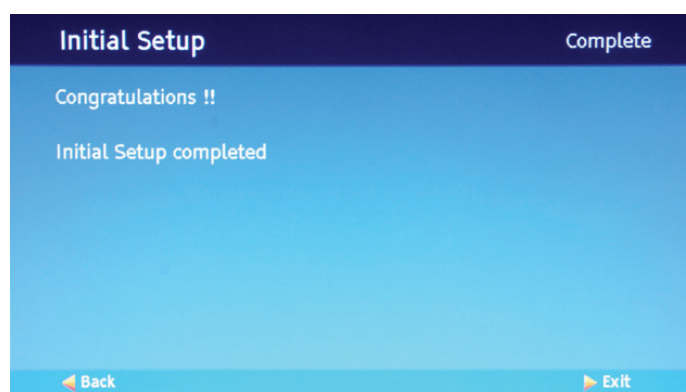 Initial Setup Complete
Congratulations !!
Initial Setup completed
Back Exit